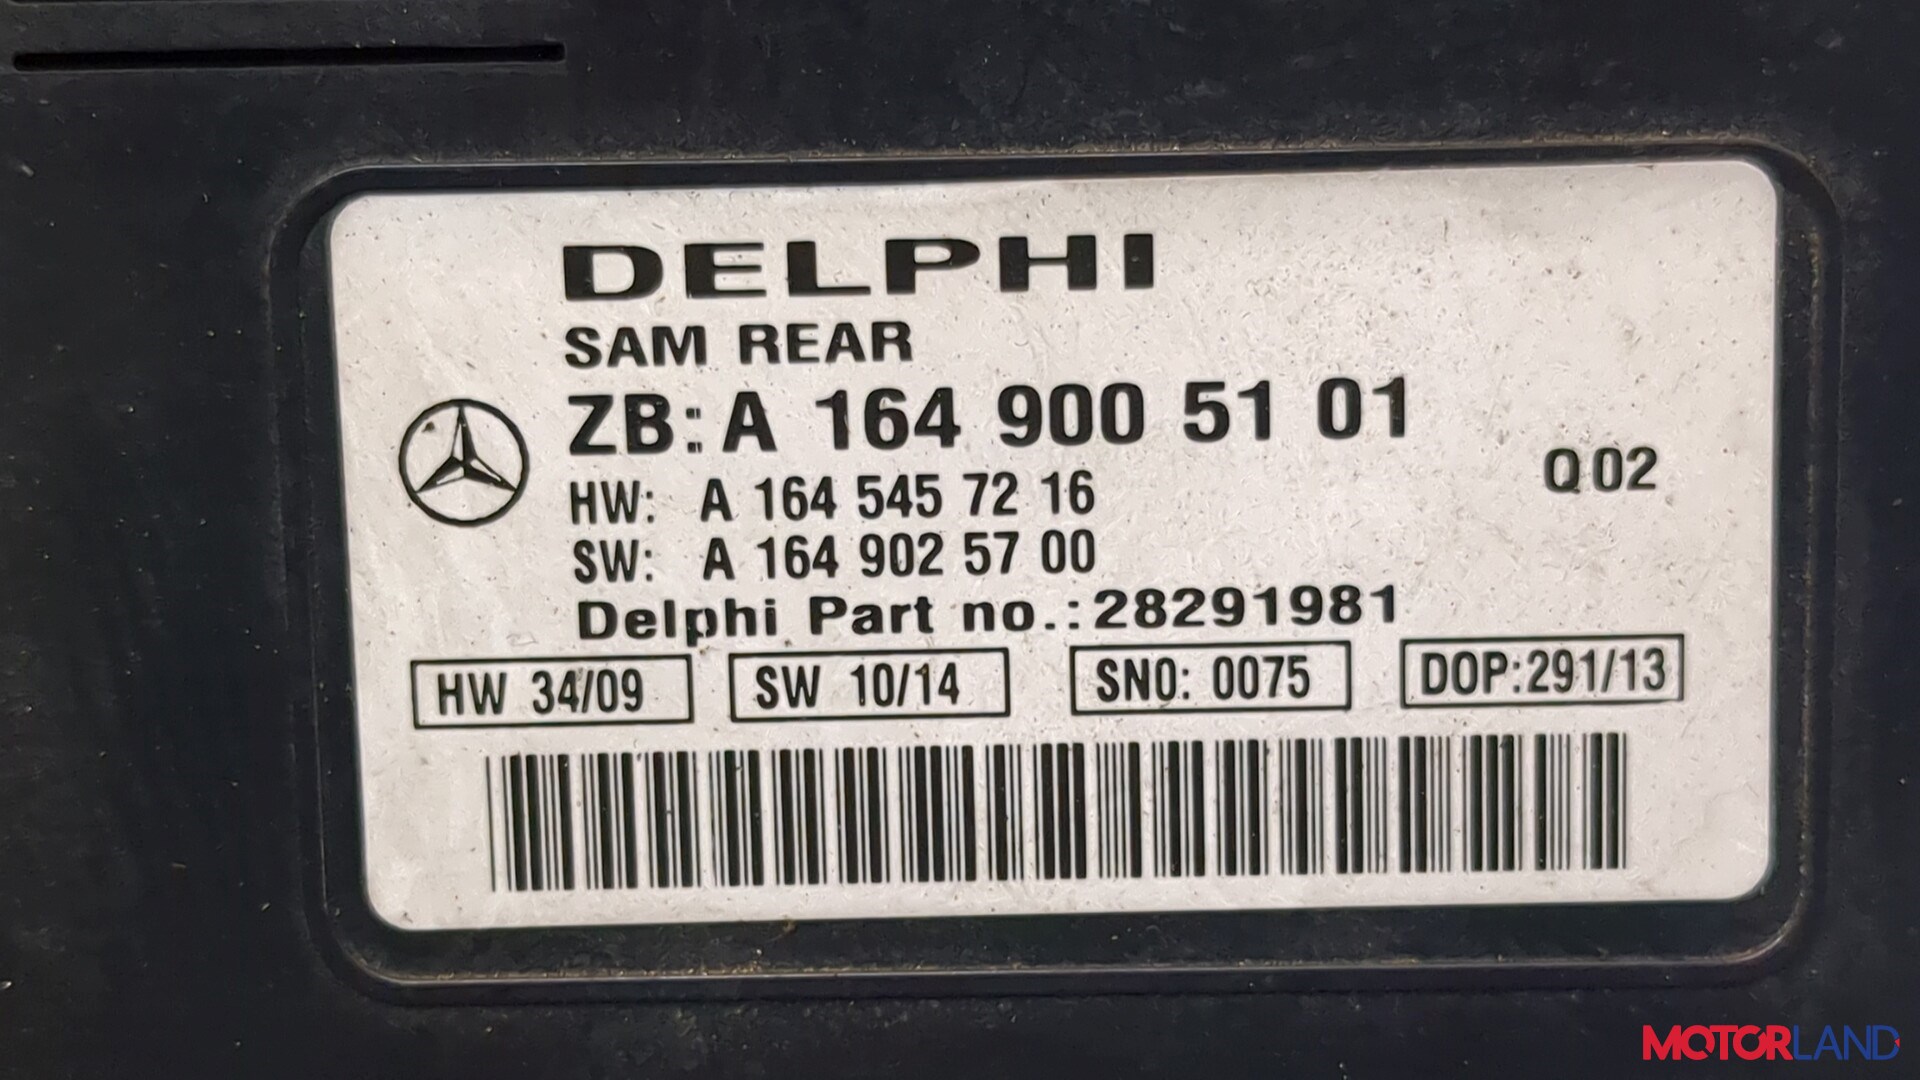 DELPHI
SAM REAR
ZB: A 164 900 51 01
Q02
HW: A 164 545 72 16
SW: A 164 902 57 00
Delphi Part no.:28291981
HW 34/09 SW 10/14 SNO: 0075 DOP:291/13
MOTORLAND